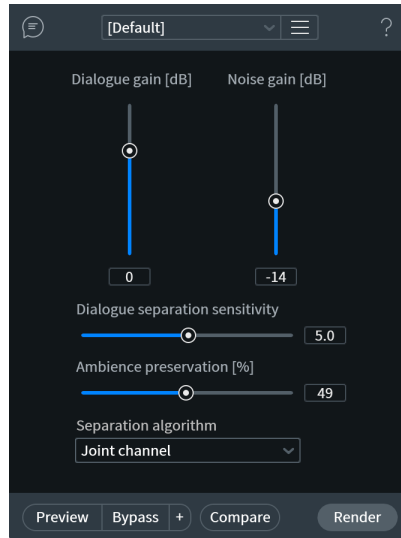 [Default]
?
Dialogue gain [dB] Noise gain [dB]
0 -14
Dialogue separation sensitivity
5.0
Ambience preservation [%]
49
Separation algorithm
Joint channel
Preview Bypass + Compare Render